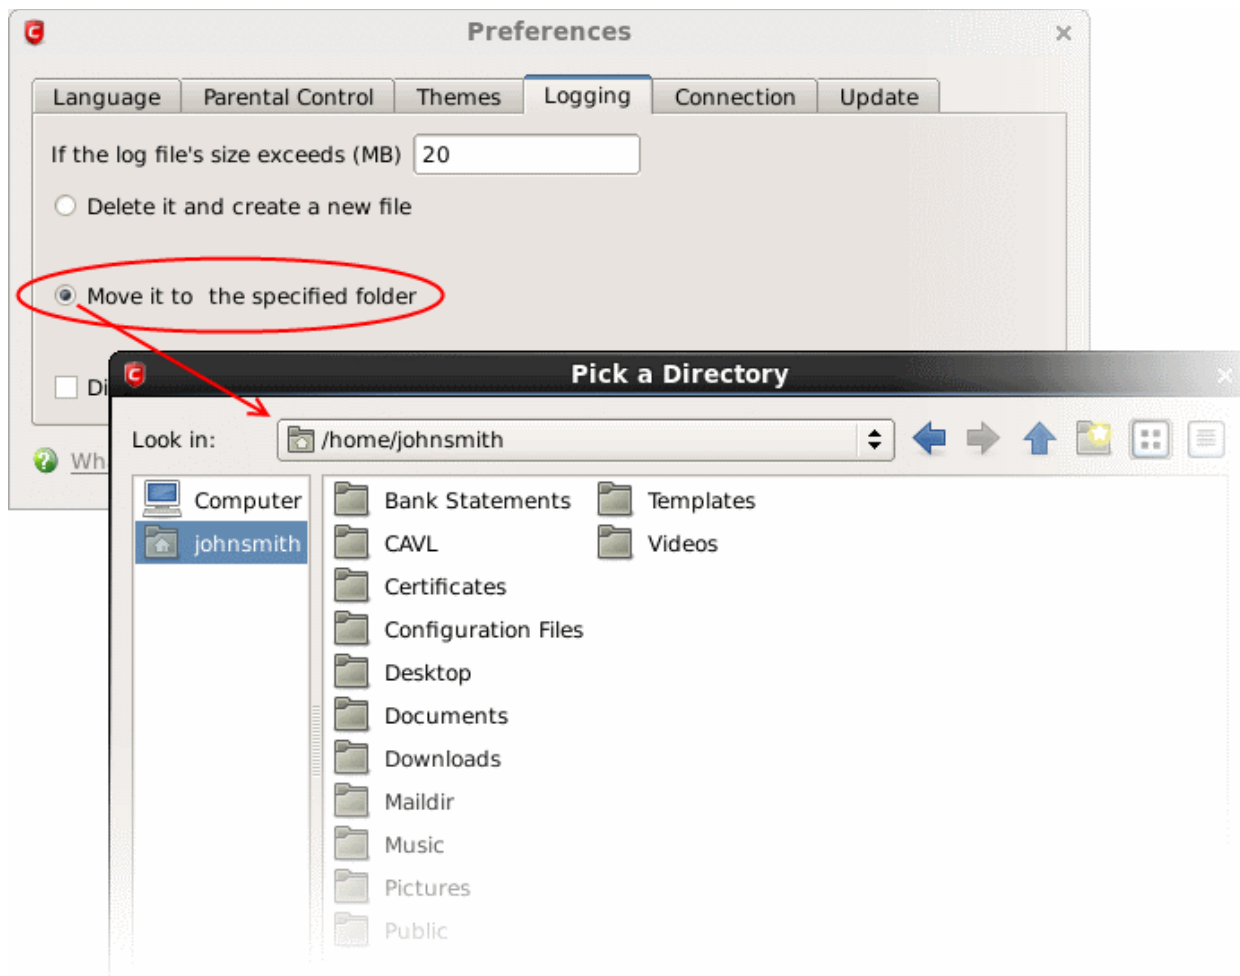 Preferences
Language Parental Control Themes Logging Connection Update
If the log file's size exceeds (MB) 20
Delete it and create a new file
Move it to the specified folder
Di
Wh
Pick a Directory
Look in: /home/johnsmith
Computer
johnsmith
Bank Statements Templates
CAVL Videos
Certificates
Configuration Files
Desktop
Documents
Downloads
Maildir
Music
Pictures
Public